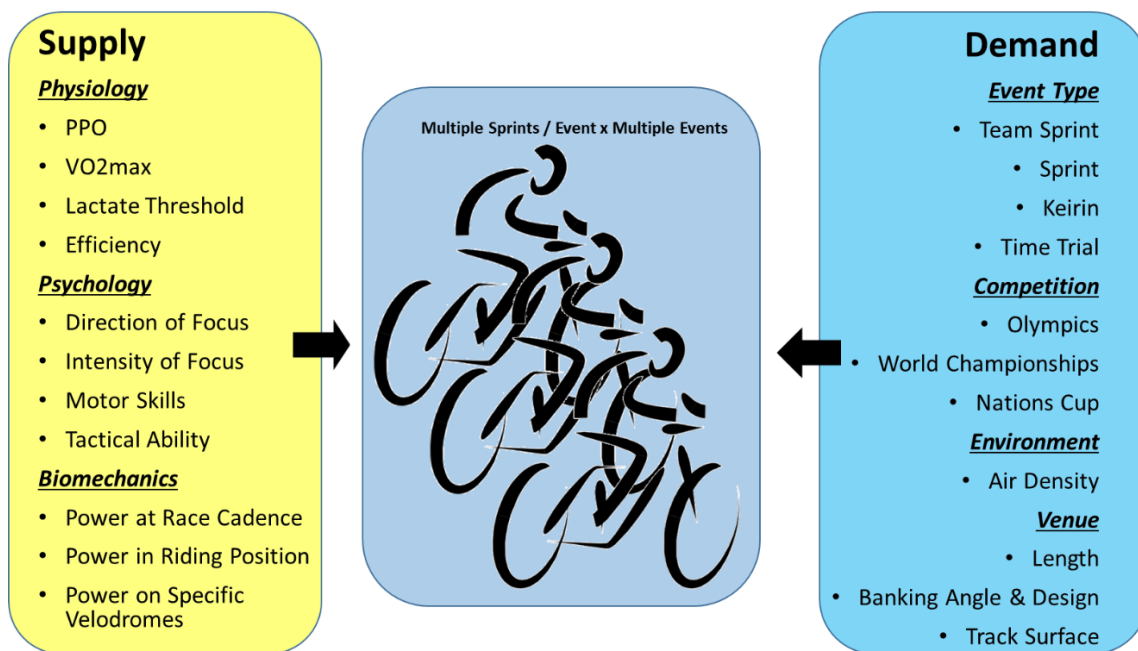 Supply
Physiology
• PPO
• VO2max
• Lactate Threshold
• Efficiency
Psychology
• Direction of Focus
• Intensity of Focus
• Motor Skills
• Tactical Ability
Biomechanics
• Power at Race Cadence
• Power in Riding Position
• Power on Specific
Velodromes
Multiple Sprints / Event x Multiple Events
Demand
Event Type
• Team Sprint
• Sprint
• Keirin
• Time Trial
Competition
• Olympics
• World Championships
• Nations Cup
Environment
• Air Density
Venue
• Length
• Banking Angle & Design
• Track Surface